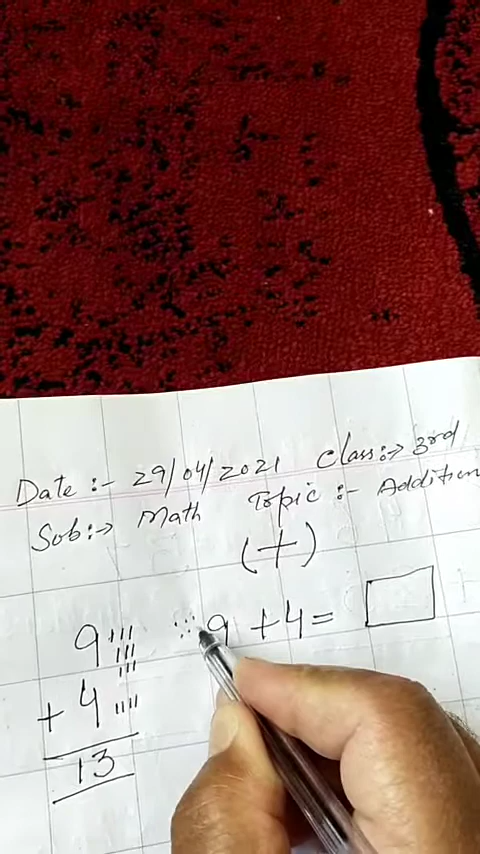 Date :- 29/04/2021 Class:-> 3rd
Sub:-> Math Topic :- Addition
(+)
9 9 + 4 =
+ 4
13